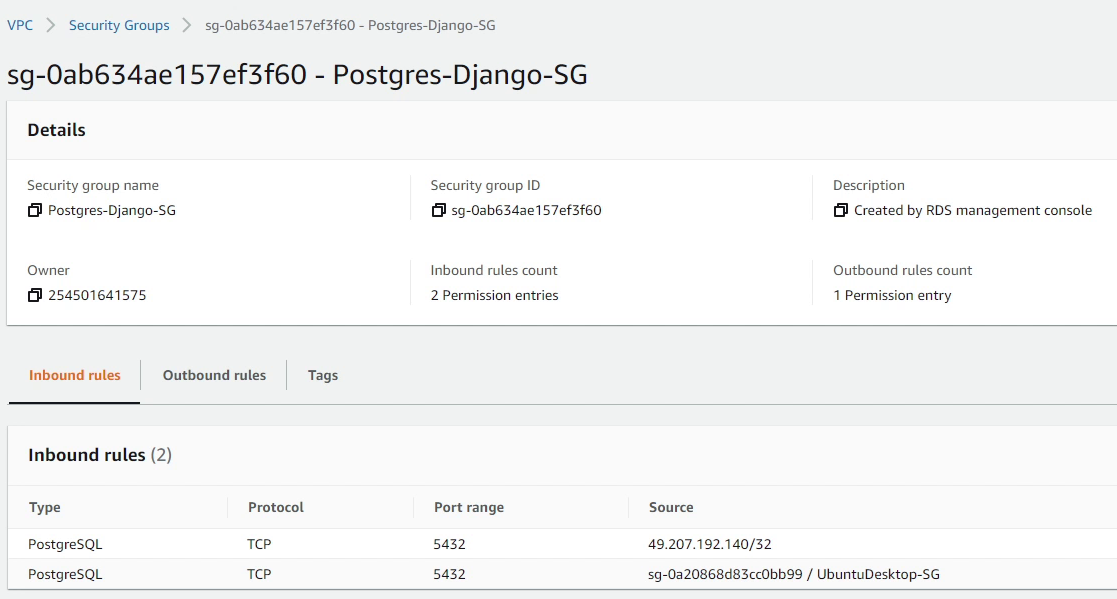 VPC > Security Groups > sg-0ab634ae157ef3f60 - Postgres-Django-SG
sg-0ab634ae157ef3f60 - Postgres-Django-SG
Details
Security group name Security group ID Description
Postgres-Django-SG sg-0ab634ae157ef3f60 Created by RDS management console
Owner Inbound rules count Outbound rules count
254501641575 2 Permission entries 1 Permission entry
Inbound rules Outbound rules Tags
Inbound rules (2)
Type Protocol Port range Source
PostgreSQL TCP 5432 49.207.192.140/32
PostgreSQL TCP 5432 sg-0a20868d83cc0bb99 / UbuntuDesktop-SG